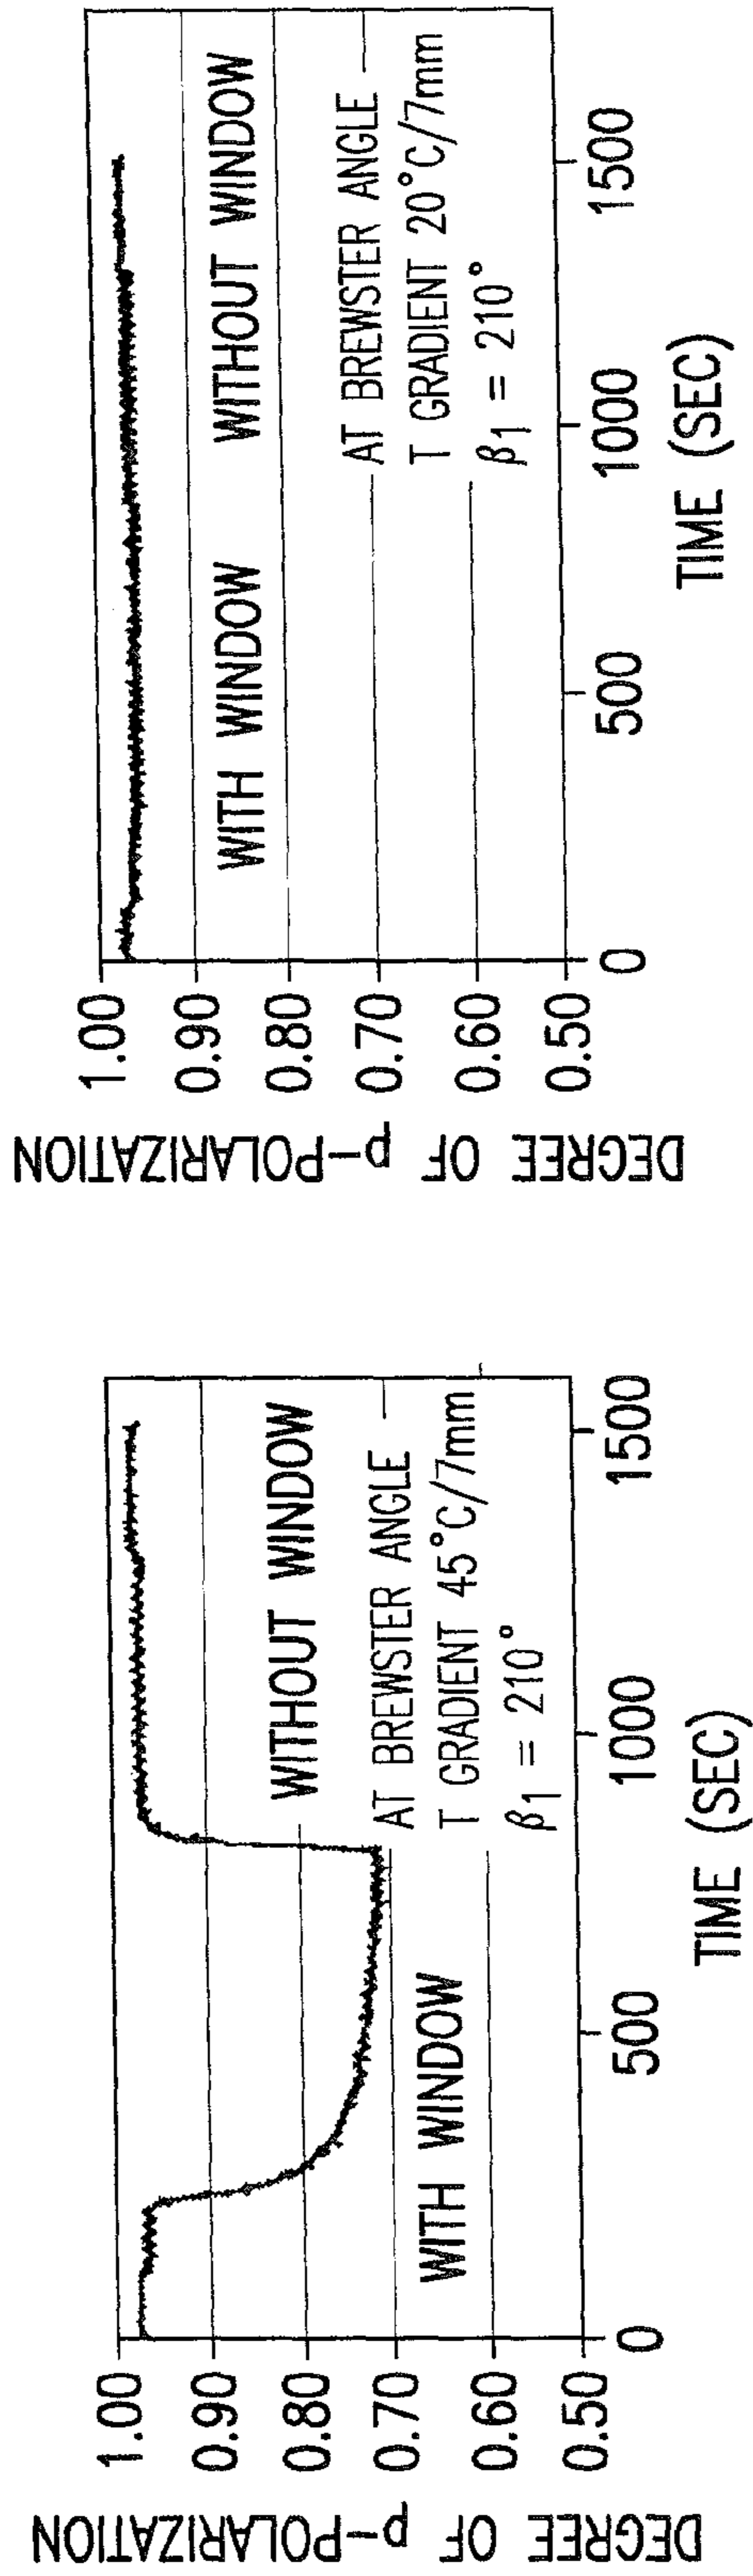 DEGREE OF p-POLARIZATION
1.00
0.90
0.80
0.70
0.60
0.50
WITHOUT WINDOW
AT BREWSTER ANGLE
T GRADIENT 45°C/7mm
β1 = 210°
WITH WINDOW
0
500
1000
1500
TIME (SEC)
DEGREE OF p-POLARIZATION
1.00
0.90
0.80
0.70
0.60
0.50
WITH WINDOW WITHOUT WINDOW
AT BREWSTER ANGLE
T GRADIENT 20°C/7mm
β1 = 210°
0
500
1000
1500
TIME (SEC)